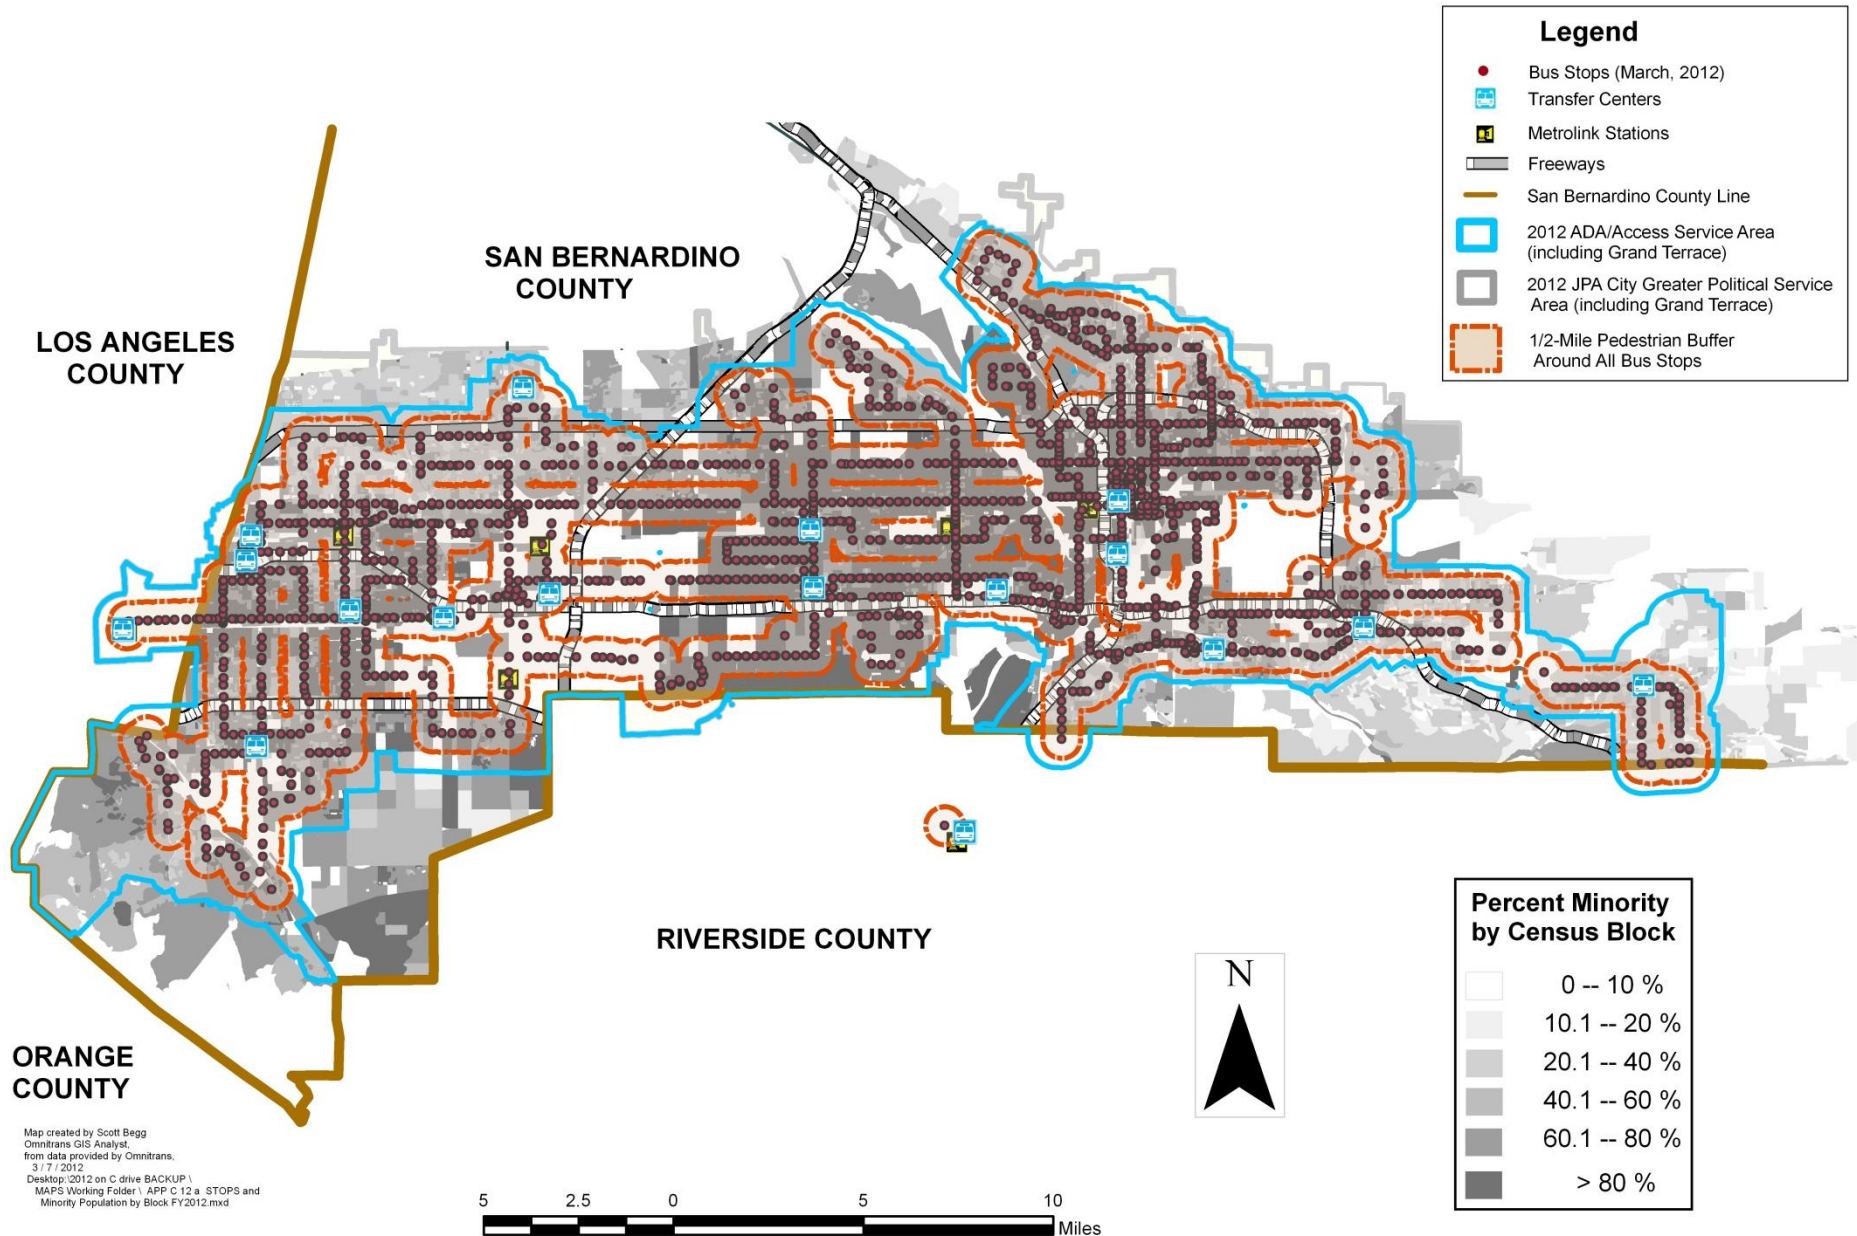 Legend
Bus Stops (March, 2012)
Transfer Centers
Metrolink Stations
Freeways
San Bernardino County Line
2012 ADA/Access Service Area
(including Grand Terrace)
2012 JPA City Greater Political Service
Area (including Grand Terrace)
1/2-Mile Pedestrian Buffer
Around All Bus Stops
SAN BERNARDINO
COUNTY
LOS ANGELES
COUNTY
RIVERSIDE COUNTY
ORANGE
COUNTY
Percent Minority
by Census Block
0 -- 10 %
10.1 -- 20 %
20.1 -- 40 %
40.1 -- 60 %
60.1 -- 80 %
> 80 %
N
Map created by Scott Begg
Omnitrans GIS Analyst,
from data provided by Omnitrans,
3 / 7 / 2012
Desktop:\2012 on C drive BACKUP \
MAPS Working Folder \ APP C 12 a STOPS and
Minority Population by Block FY2012.mxd
5 2.5 0 5 10
Miles